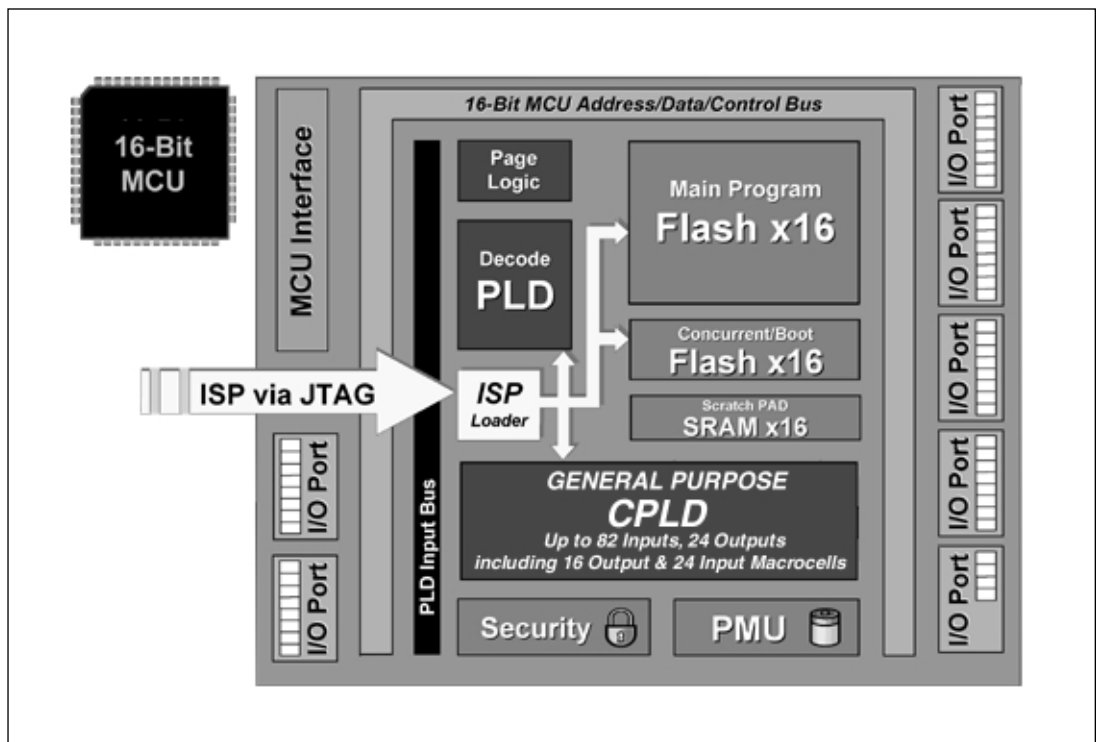 16-Bit
MCU
MCU Interface
16-Bit MCU Address/Data/Control Bus
Page
Logic
Decode
PLD
Main Program
Flash x16
Concurrent/Boot
Flash x16
Scratch PAD
SRAM x16
ISP via JTAG
ISP
Loader
PLD Input Bus
GENERAL PURPOSE
CPLD
Up to 82 Inputs, 24 Outputs
including 16 Output & 24 Input Macrocells
Security
PMU
I/O Port
I/O Port
I/O Port
I/O Port
I/O Port
I/O Port
I/O Port